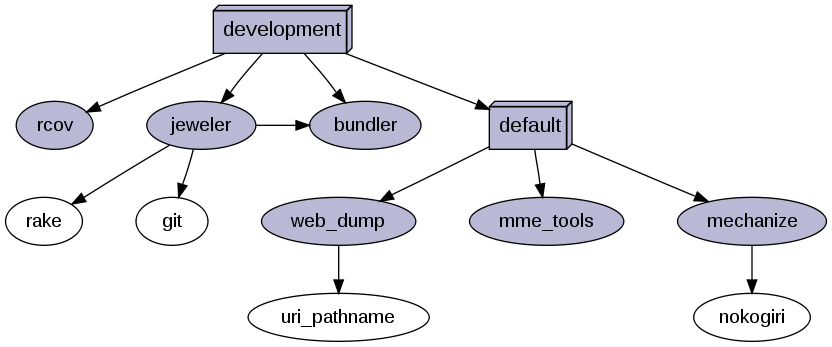 development
rcov
jeweler
bundler
default
rake
git
web_dump
mme_tools
mechanize
uri_pathname
nokogiri